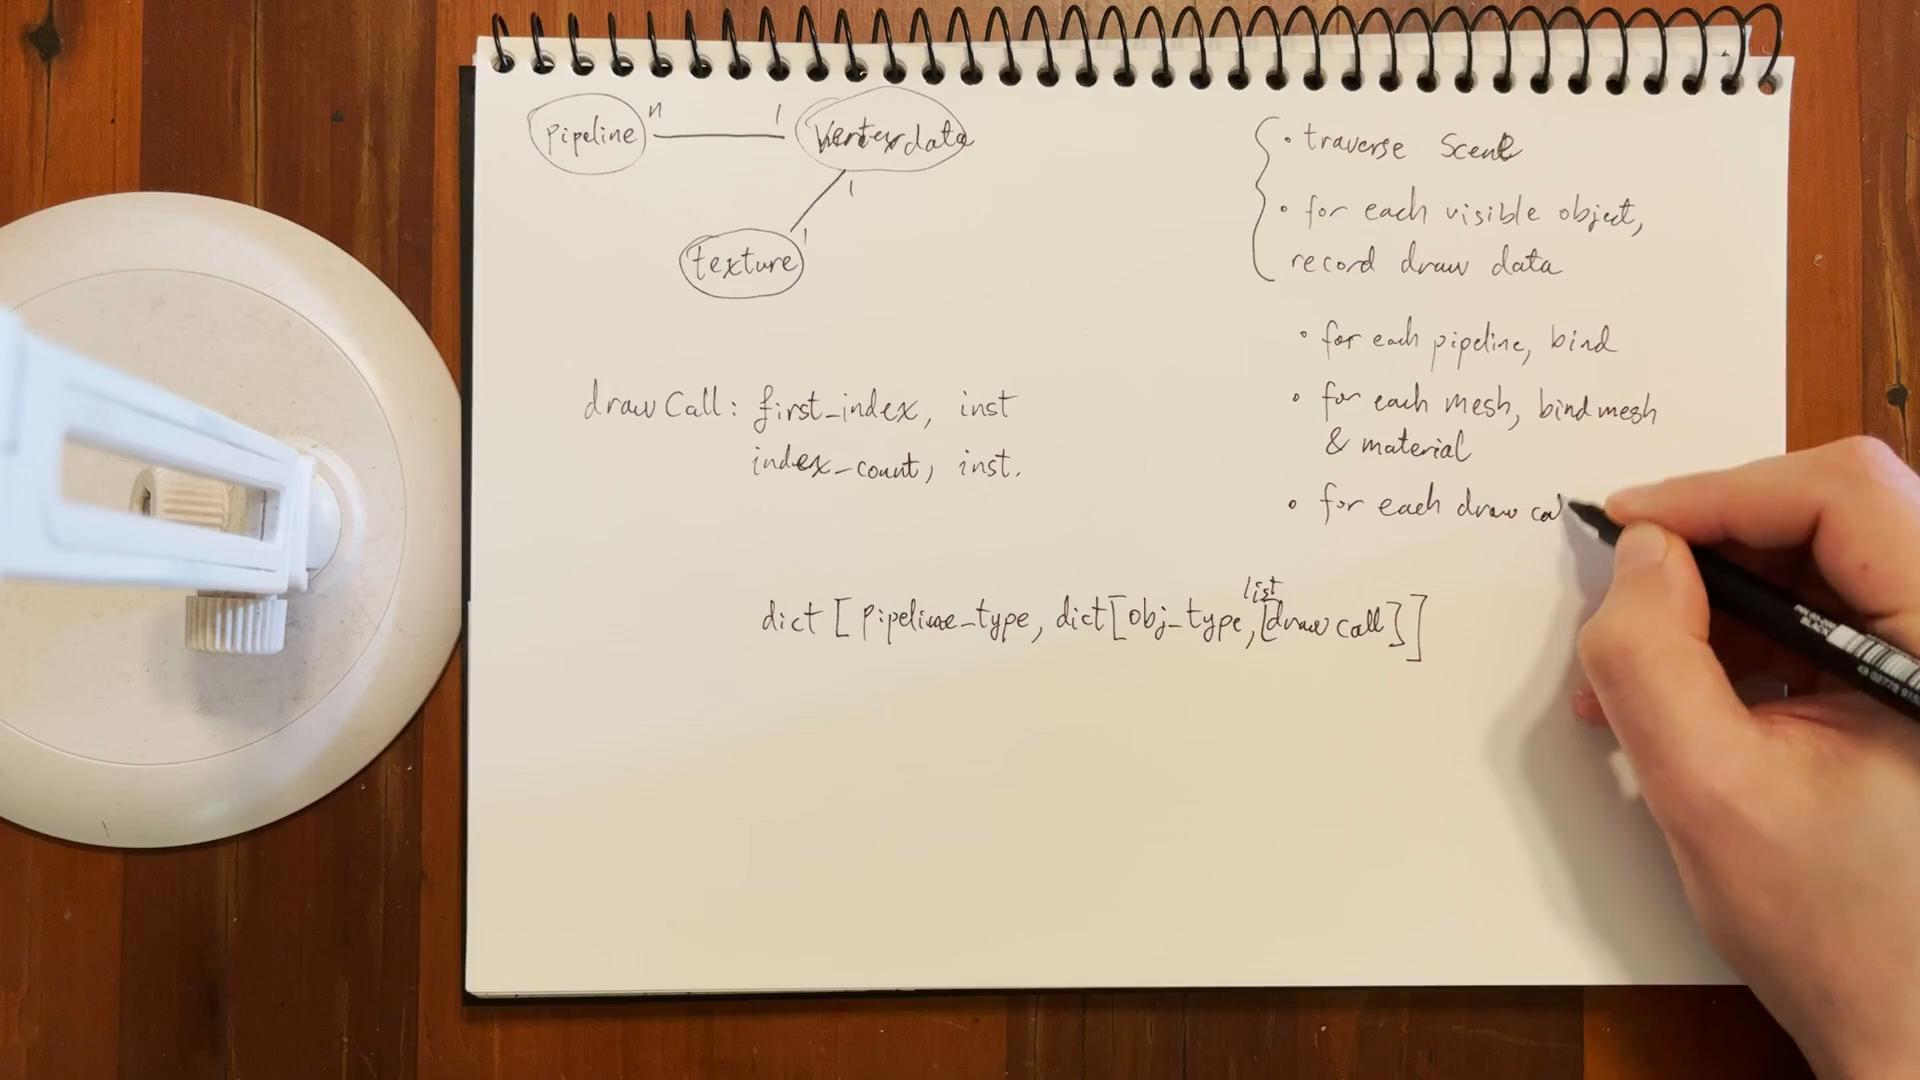 pipeline n 1 Vertex data
1
1
texture
drawCall: first_index, inst
index_count, inst.
• traverse Scene
• for each visible object,
record draw data
• for each pipeline, bind
• for each mesh, bind mesh
& material
• for each draw cal
list
dict [pipeline_type, dict[obj_type, [draw call]]
BLACK